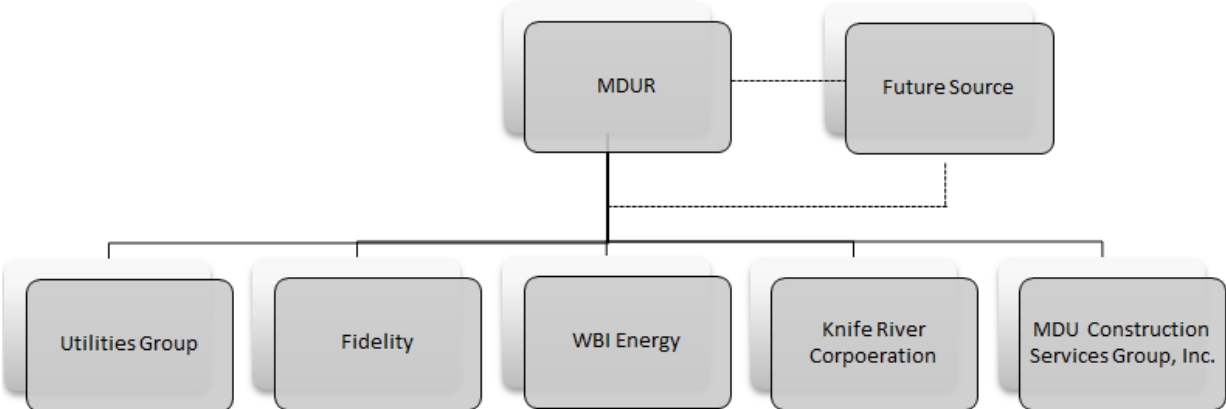 MDUR
Future Source
Utilities Group
Fidelity
WBI Energy
Knife River
Corpoeration
MDU Construction
Services Group, Inc.